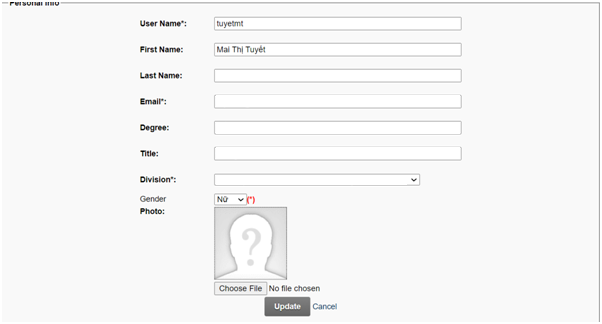 Personal Info
User Name*: tuyetmt
First Name: Mai Thị Tuyết
Last Name:
Email*:
Degree:
Title:
Division*:
Gender Nữ (*)
Photo:
?
Choose File No file chosen
Update Cancel